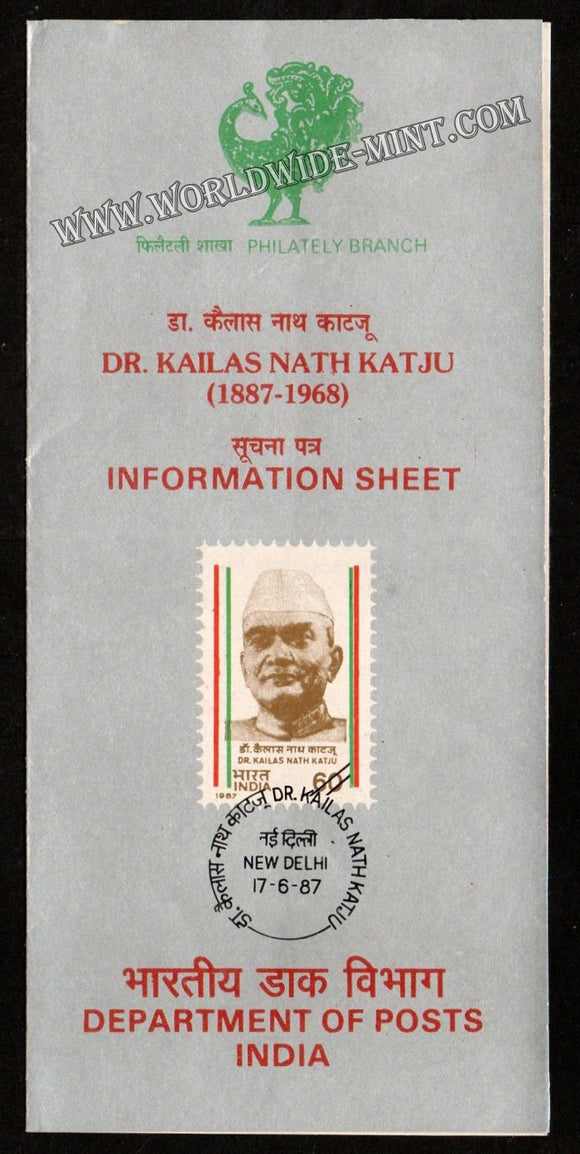 WWW.WORLDWIDE-MINT.COM
फिलैटली शाखा PHILATELY BRANCH
डा. कैलास नाथ काटजू
DR. KAILAS NATH KATJU
(1887-1968)
सूचना पत्र
INFORMATION SHEET
डॉ. कैलास नाथ काटजू
DR. KAILAS NATH KATJU
भारत 60
INDIA
1987
डा. कैलास नाथ काटजू DR. KAILAS NATH KATJU
नई दिल्ली
NEW DELHI
17-6-87
भारतीय डाक विभाग
DEPARTMENT OF POSTS
INDIA